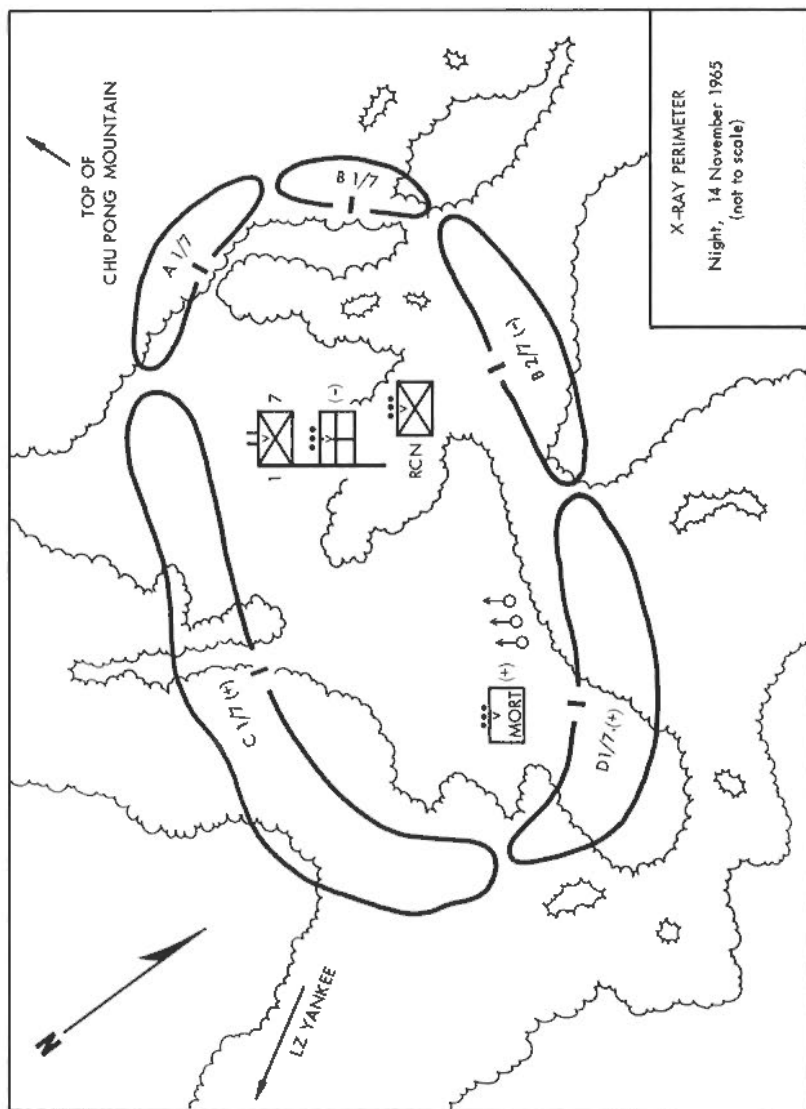 TOP OF
CHU PONG MOUNTAIN
A 1/7
B 1/7
C 1/7 (+)
1
7
V
V
(-)
V
RCN
B 2/7 (-)
V
MORT
(+)
D 1/7 (+)
N
LZ YANKEE
X-RAY PERIMETER
Night, 14 November 1965
(not to scale)